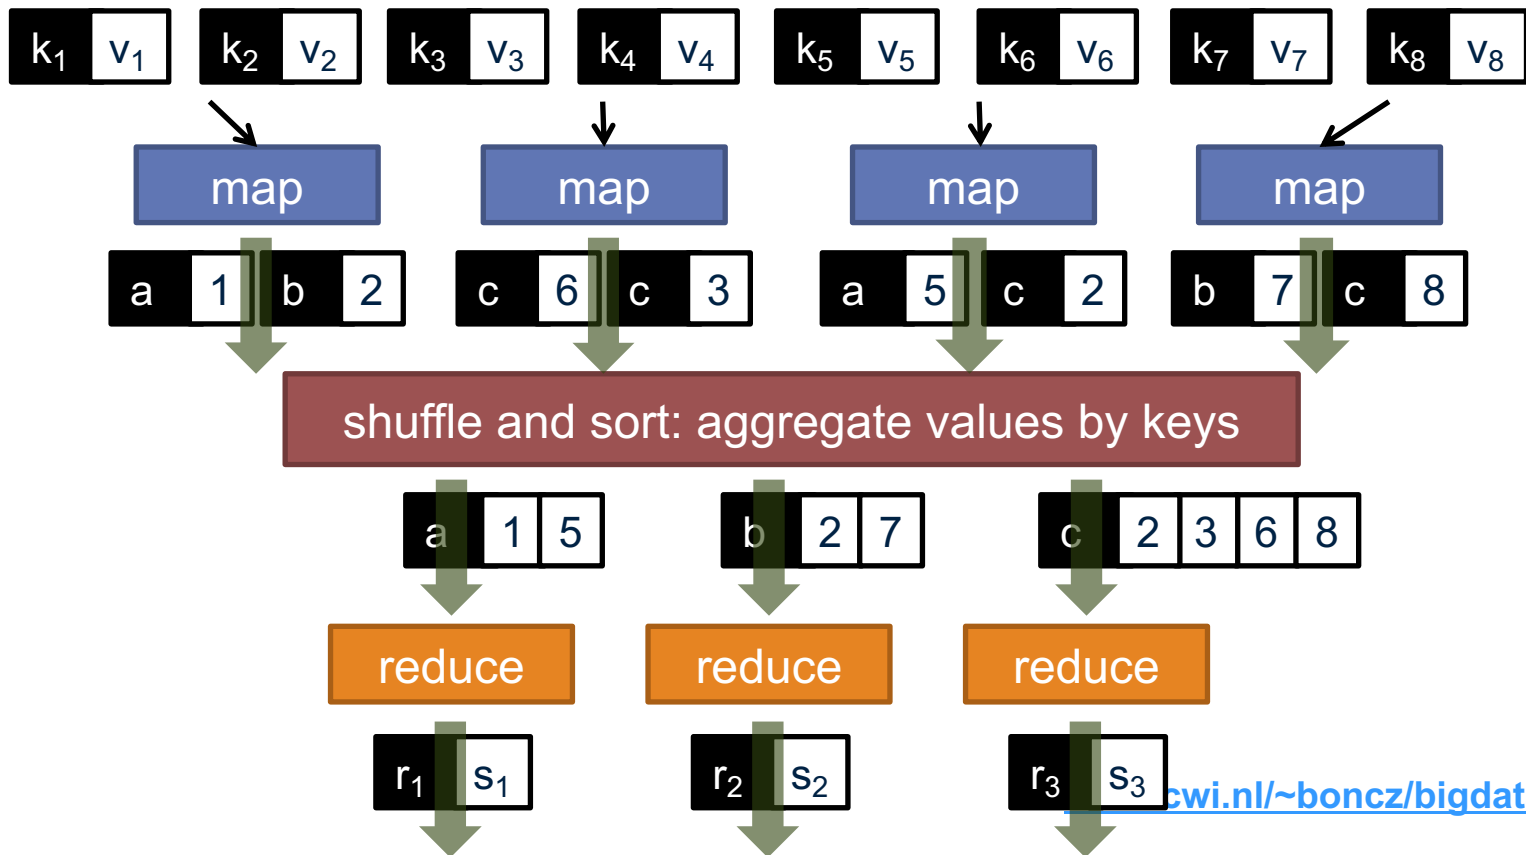 k₁ v₁ k₂ v₂ k₃ v₃ k₄ v₄ k₅ v₅ k₆ v₆ k₇ v₇ k₈ v₈
map map map map
a 1 b 2 c 6 c 3 a 5 c 2 b 7 c 8
shuffle and sort: aggregate values by keys
a 1 5 b 2 7 c 2 3 6 8
reduce reduce reduce
r₁ s₁ r₂ s₂ r₃ s₃
cwi.nl/~boncz/bigdat